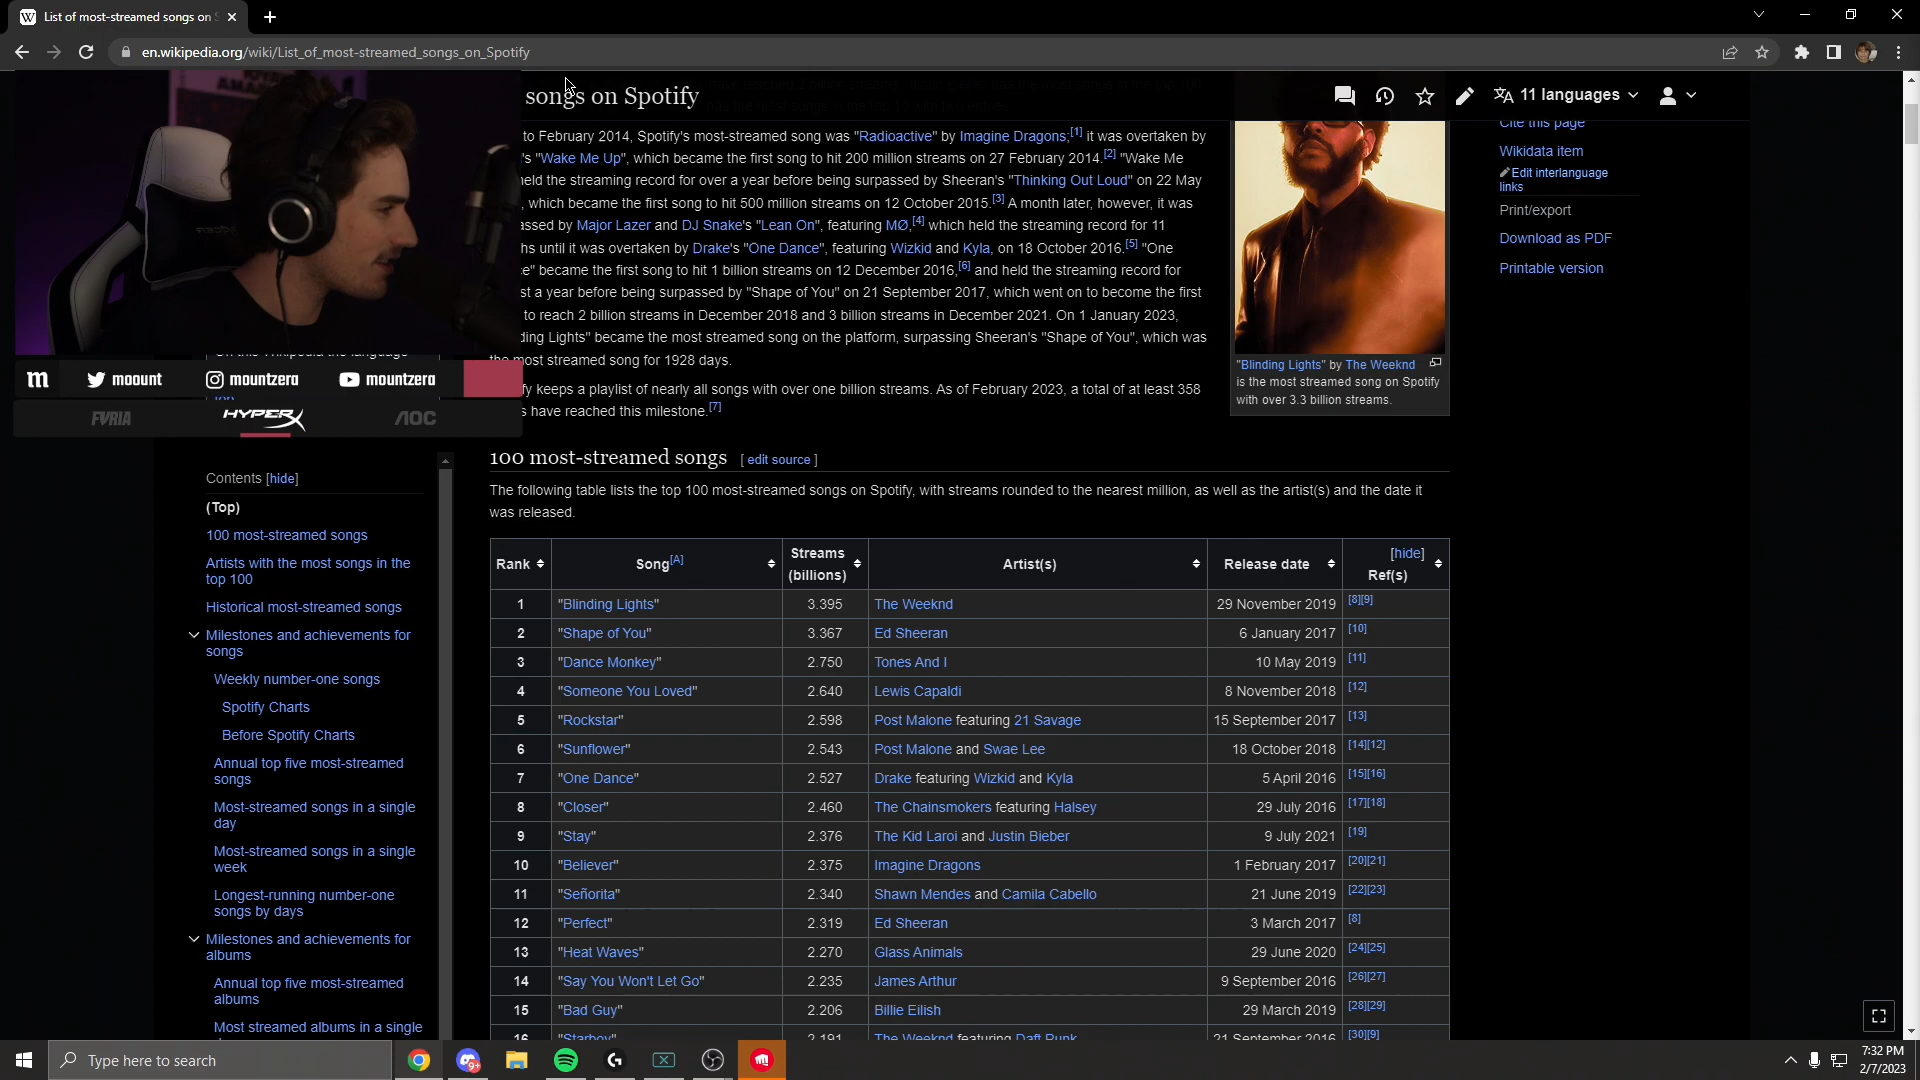 List of most-streamed songs on S
en.wikipedia.org/wiki/List_of_most-streamed_songs_on_Spotify
songs on Spotify
11 languages
to February 2014, Spotify's most-streamed song was "Radioactive" by Imagine Dragons;[1] it was overtaken by
's "Wake Me Up", which became the first song to hit 200 million streams on 27 February 2014.[2] "Wake Me
eld the streaming record for over a year before being surpassed by Sheeran's "Thinking Out Loud" on 22 May
, which became the first song to hit 500 million streams on 12 October 2015.[3] A month later, however, it was
assed by Major Lazer and DJ Snake's "Lean On", featuring MØ,[4] which held the streaming record for 11
hs until it was overtaken by Drake's "One Dance", featuring Wizkid and Kyla, on 18 October 2016.[5] "One
e" became the first song to hit 1 billion streams on 12 December 2016,[6] and held the streaming record for
st a year before being surpassed by "Shape of You" on 21 September 2017, which went on to become the first
to reach 2 billion streams in December 2018 and 3 billion streams in December 2021. On 1 January 2023,
ding Lights" became the most streamed song on the platform, surpassing Sheeran's "Shape of You", which was
the most streamed song for 1928 days.
fy keeps a playlist of nearly all songs with over one billion streams. As of February 2023, a total of at least 358
s have reached this milestone.[7]
"Blinding Lights" by The Weeknd
is the most streamed song on Spotify
with over 3.3 billion streams.
Cite this page
Wikidata item
Edit interlanguage
links
Print/export
Download as PDF
Printable version
On this Wikipedia the language
m moount mountzera mountzera
FVRIA HYPERX AOC
Contents [hide]
(Top)
100 most-streamed songs
Artists with the most songs in the
top 100
Historical most-streamed songs
Milestones and achievements for
songs
Weekly number-one songs
Spotify Charts
Before Spotify Charts
Annual top five most-streamed
songs
Most-streamed songs in a single
day
Most-streamed songs in a single
week
Longest-running number-one
songs by days
Milestones and achievements for
albums
Annual top five most-streamed
albums
Most streamed albums in a single
100 most-streamed songs [ edit source ]
The following table lists the top 100 most-streamed songs on Spotify, with streams rounded to the nearest million, as well as the artist(s) and the date it
was released.
Rank Song[A] Streams (billions) Artist(s) Release date [hide] Ref(s)
1 "Blinding Lights" 3.395 The Weeknd 29 November 2019 [8][9]
2 "Shape of You" 3.367 Ed Sheeran 6 January 2017 [10]
3 "Dance Monkey" 2.750 Tones And I 10 May 2019 [11]
4 "Someone You Loved" 2.640 Lewis Capaldi 8 November 2018 [12]
5 "Rockstar" 2.598 Post Malone featuring 21 Savage 15 September 2017 [13]
6 "Sunflower" 2.543 Post Malone and Swae Lee 18 October 2018 [14][12]
7 "One Dance" 2.527 Drake featuring Wizkid and Kyla 5 April 2016 [15][16]
8 "Closer" 2.460 The Chainsmokers featuring Halsey 29 July 2016 [17][18]
9 "Stay" 2.376 The Kid Laroi and Justin Bieber 9 July 2021 [19]
10 "Believer" 2.375 Imagine Dragons 1 February 2017 [20][21]
11 "Señorita" 2.340 Shawn Mendes and Camila Cabello 21 June 2019 [22][23]
12 "Perfect" 2.319 Ed Sheeran 3 March 2017 [8]
13 "Heat Waves" 2.270 Glass Animals 29 June 2020 [24][25]
14 "Say You Won't Let Go" 2.235 James Arthur 9 September 2016 [26][27]
15 "Bad Guy" 2.206 Billie Eilish 29 March 2019 [28][29]
16 "Starboy" 2.191 The Weeknd featuring Daft Punk 21 September 2016 [30][9]
Type here to search
9+
7:32 PM
2/7/2023